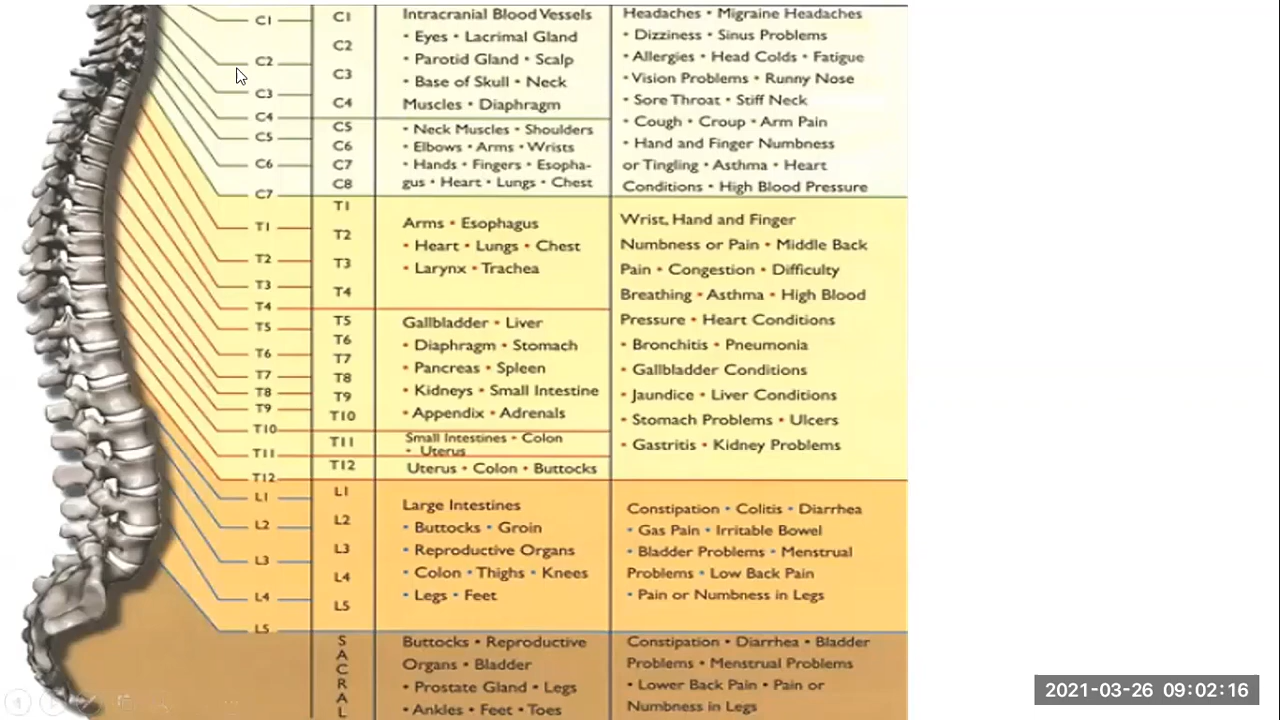 C1
C2
C3
C4
C5
C6
C7
T1
T2
T3
T4
T5
T6
T7
T8
T9
T10
T11
T12
L1
L2
L3
L4
L5
C1
C2
C3
C4
C5
C6
C7
C8
T1
T2
T3
T4
T5
T6
T7
T8
T9
T10
T11
T12
L1
L2
L3
L4
L5
S
A
C
R
A
L
Intracranial Blood Vessels
• Eyes • Lacrimal Gland
• Parotid Gland • Scalp
• Base of Skull • Neck
Muscles • Diaphragm
• Neck Muscles • Shoulders
• Elbows • Arms • Wrists
• Hands • Fingers • Esopha-
gus • Heart • Lungs • Chest
Arms • Esophagus
• Heart • Lungs • Chest
• Larynx • Trachea
Gallbladder • Liver
• Diaphragm • Stomach
• Pancreas • Spleen
• Kidneys • Small Intestine
• Appendix • Adrenals
Small Intestines • Colon
• Uterus
Uterus • Colon • Buttocks
Large Intestines
• Buttocks • Groin
• Reproductive Organs
• Colon • Thighs • Knees
• Legs • Feet
Buttocks • Reproductive
Organs • Bladder
• Prostate Gland • Legs
• Ankles • Feet • Toes
Headaches • Migraine Headaches
• Dizziness • Sinus Problems
• Allergies • Head Colds • Fatigue
• Vision Problems • Runny Nose
• Sore Throat • Stiff Neck
• Cough • Croup • Arm Pain
• Hand and Finger Numbness
or Tingling • Asthma • Heart
Conditions • High Blood Pressure
Wrist, Hand and Finger
Numbness or Pain • Middle Back
Pain • Congestion • Difficulty
Breathing • Asthma • High Blood
Pressure • Heart Conditions
• Bronchitis • Pneumonia
• Gallbladder Conditions
• Jaundice • Liver Conditions
• Stomach Problems • Ulcers
• Gastritis • Kidney Problems
Constipation • Colitis • Diarrhea
• Gas Pain • Irritable Bowel
• Bladder Problems • Menstrual
Problems • Low Back Pain
• Pain or Numbness in Legs
Constipation • Diarrhea • Bladder
Problems • Menstrual Problems
• Lower Back Pain • Pain or
Numbness in Legs
2021-03-26 09:02:16